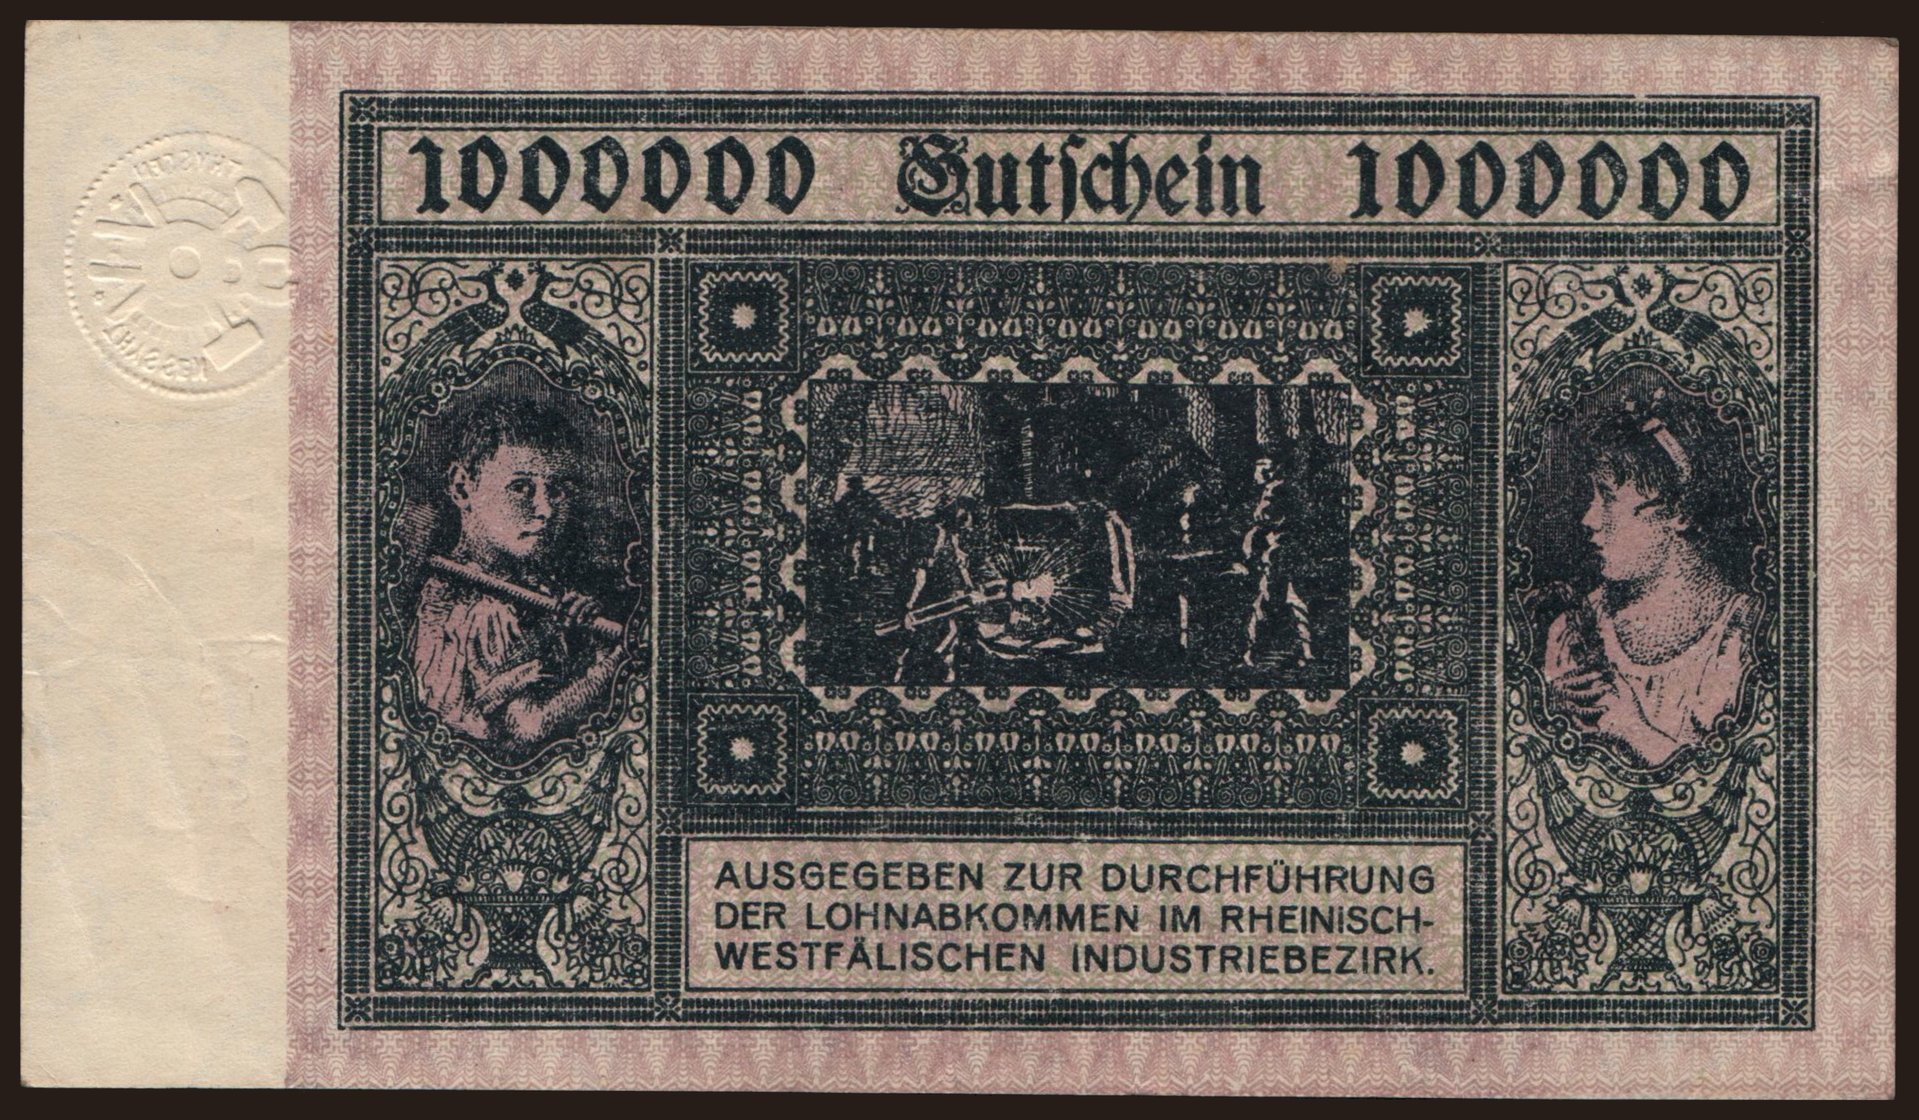 1000000 Gutschein 1000000
AUSGEGEBEN ZUR DURCHFÜHRUNG
DER LOHNABKOMMEN IM RHEINISCH-
WESTFÄLISCHEN INDUSTRIEBEZIRK.